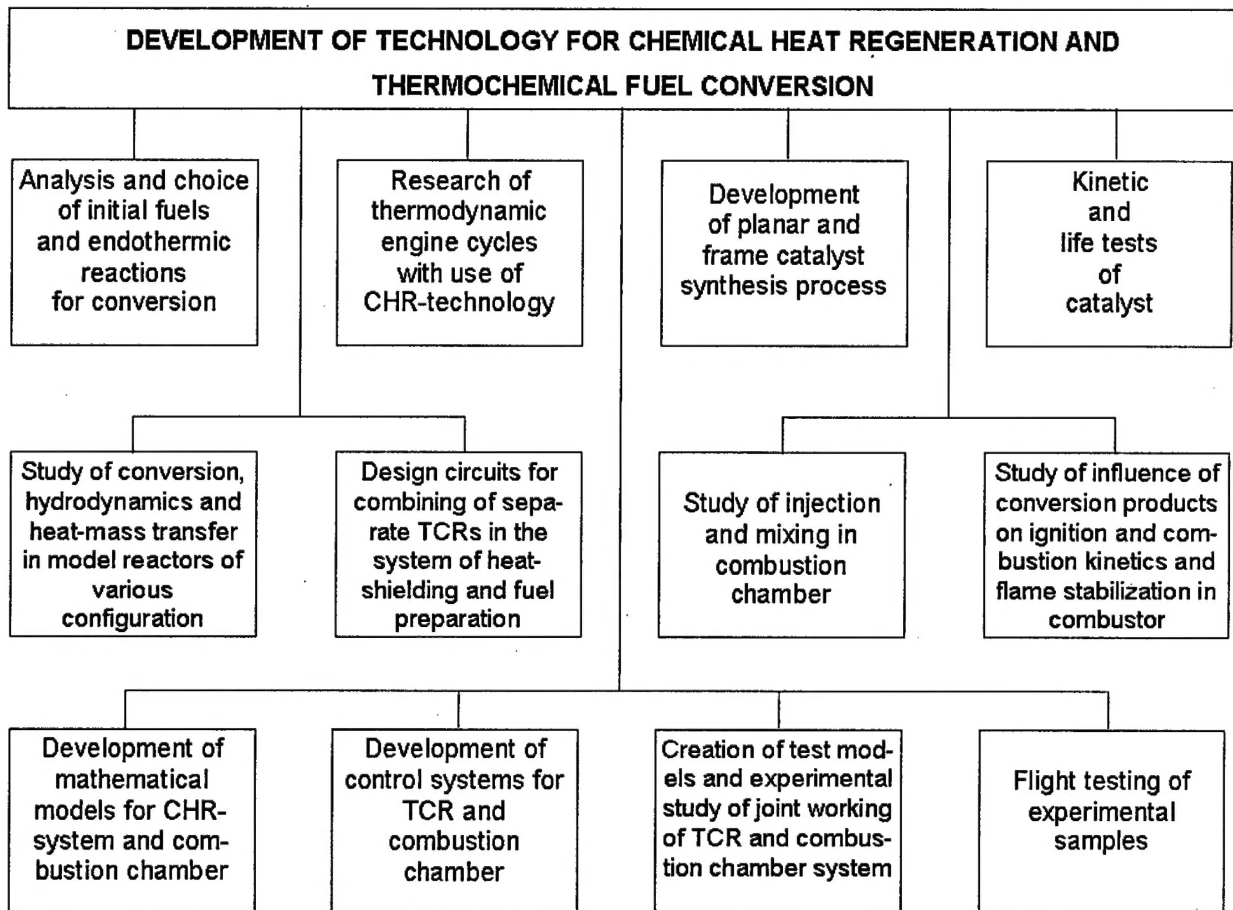 DEVELOPMENT OF TECHNOLOGY FOR CHEMICAL HEAT REGENERATION AND
THERMOCHEMICAL FUEL CONVERSION
Analysis and choice
of initial fuels
and endothermic
reactions
for conversion
Research of
thermodynamic
engine cycles
with use of
CHR-technology
Development
of planar and
frame catalyst
synthesis process
Kinetic
and
life tests
of
catalyst
Study of conversion,
hydrodynamics and
heat-mass transfer
in model reactors of
various
configuration
Design circuits for
combining of sepa-
rate TCRs in the
system of heat-
shielding and fuel
preparation
Study of injection
and mixing in
combustion
chamber
Study of influence of
conversion products
on ignition and com-
bustion kinetics and
flame stabilization in
combustor
Development of
mathematical
models for CHR-
system and com-
bustion chamber
Development of
control systems for
TCR and
combustion
chamber
Creation of test mod-
els and experimental
study of joint working
of TCR and combus-
tion chamber system
Flight testing of
experimental
samples